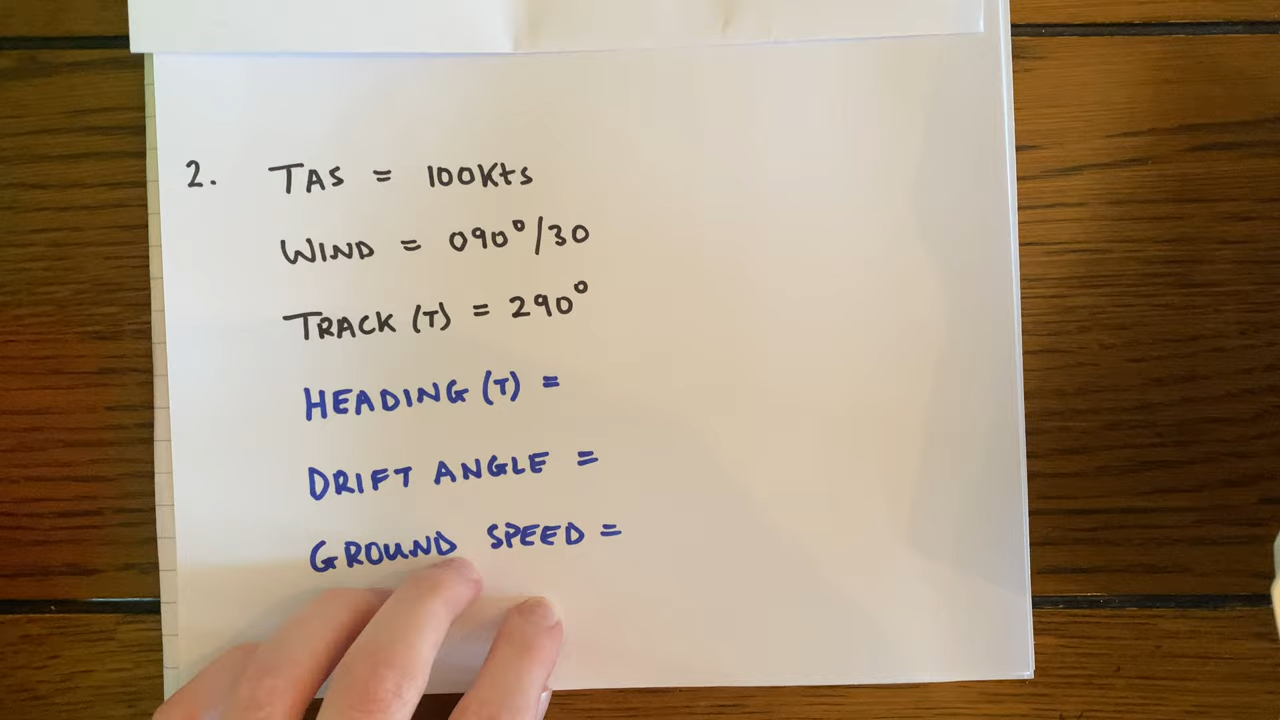 2. TAS = 100Kts
WIND = 090°/30
TRACK (T) = 290°
HEADING (T) =
DRIFT ANGLE =
GROUND SPEED =